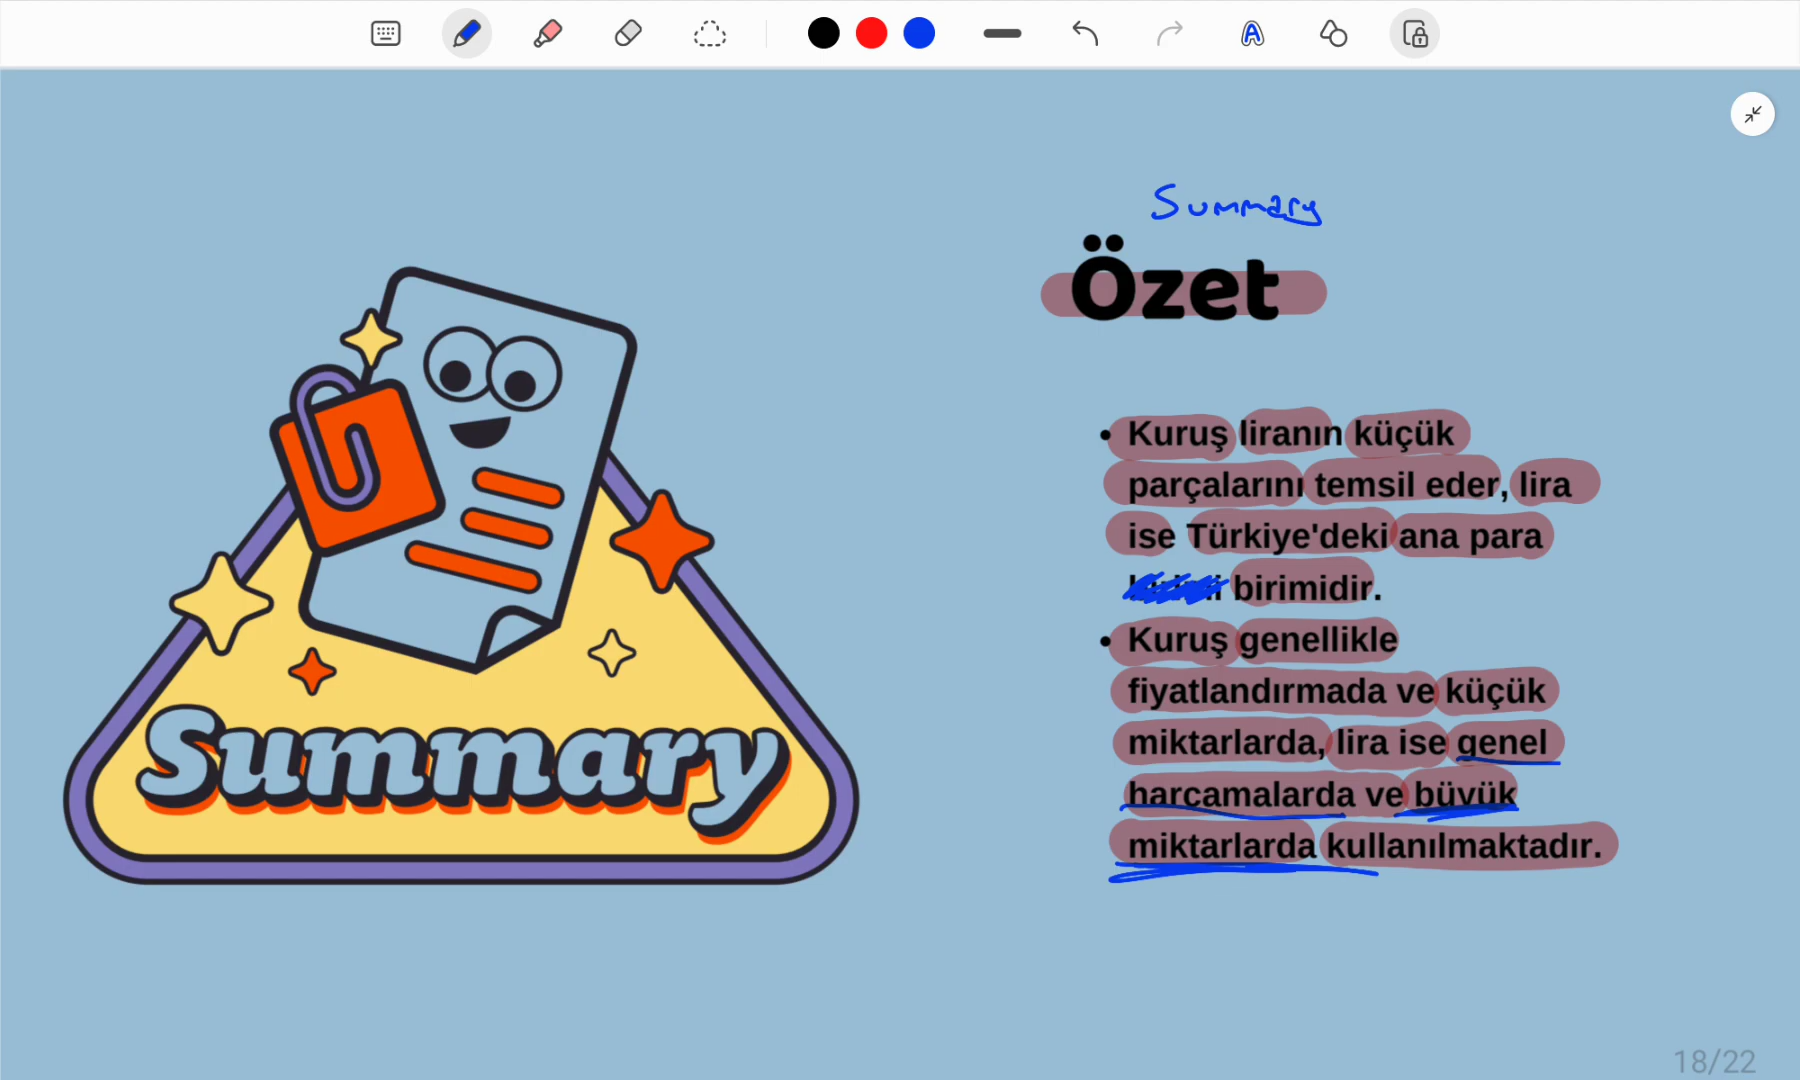 Summary
Özet
• Kuruş liranın küçük
parçalarını temsil eder, lira
ise Türkiye'deki ana para
birimidir.
• Kuruş genellikle
fiyatlandırmada ve küçük
miktarlarda, lira ise genel
harcamalarda ve büyük
miktarlarda kullanılmaktadır.
Summary
18/22